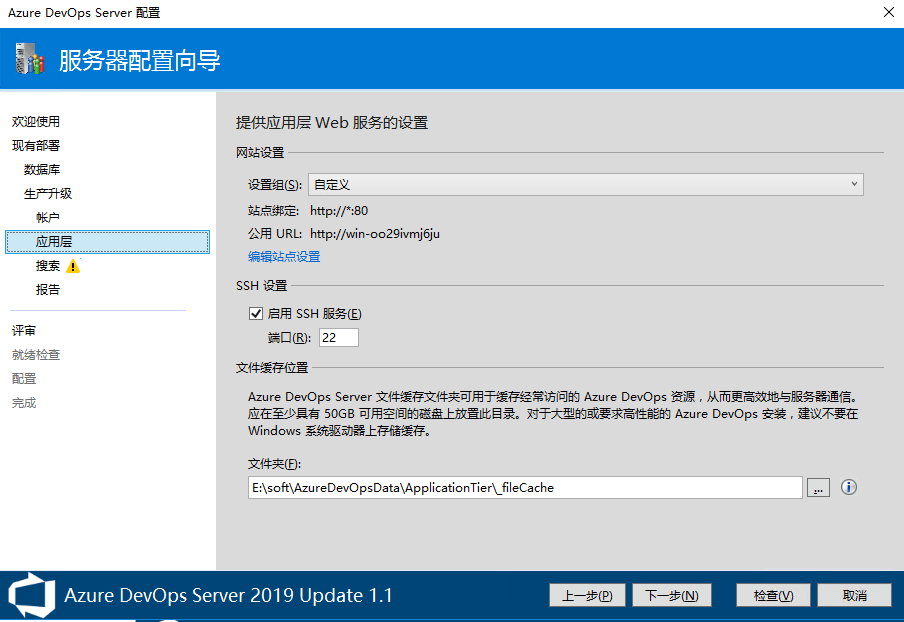 Azure DevOps Server 配置
服务器配置向导
欢迎使用
现有部署
数据库
生产升级
帐户
应用层
搜索
报告
评审
就绪检查
配置
完成
提供应用层 Web 服务的设置
网站设置
设置组(S): 自定义
站点绑定: http://*:80
公用 URL: http://win-oo29ivmj6ju
编辑站点设置
SSH 设置
启用 SSH 服务(E)
端口(R): 22
文件缓存位置
Azure DevOps Server 文件缓存文件夹可用于缓存经常访问的 Azure DevOps 资源，从而更高效地与服务器通信。
应在至少具有 50GB 可用空间的磁盘上放置此目录。对于大型的或要求高性能的 Azure DevOps 安装，建议不要在
Windows 系统驱动器上存储缓存。
文件夹(F):
E:\soft\AzureDevOpsData\ApplicationTier\_fileCache
...
Azure DevOps Server 2019 Update 1.1
上一步(P) 下一步(N) 检查(V) 取消